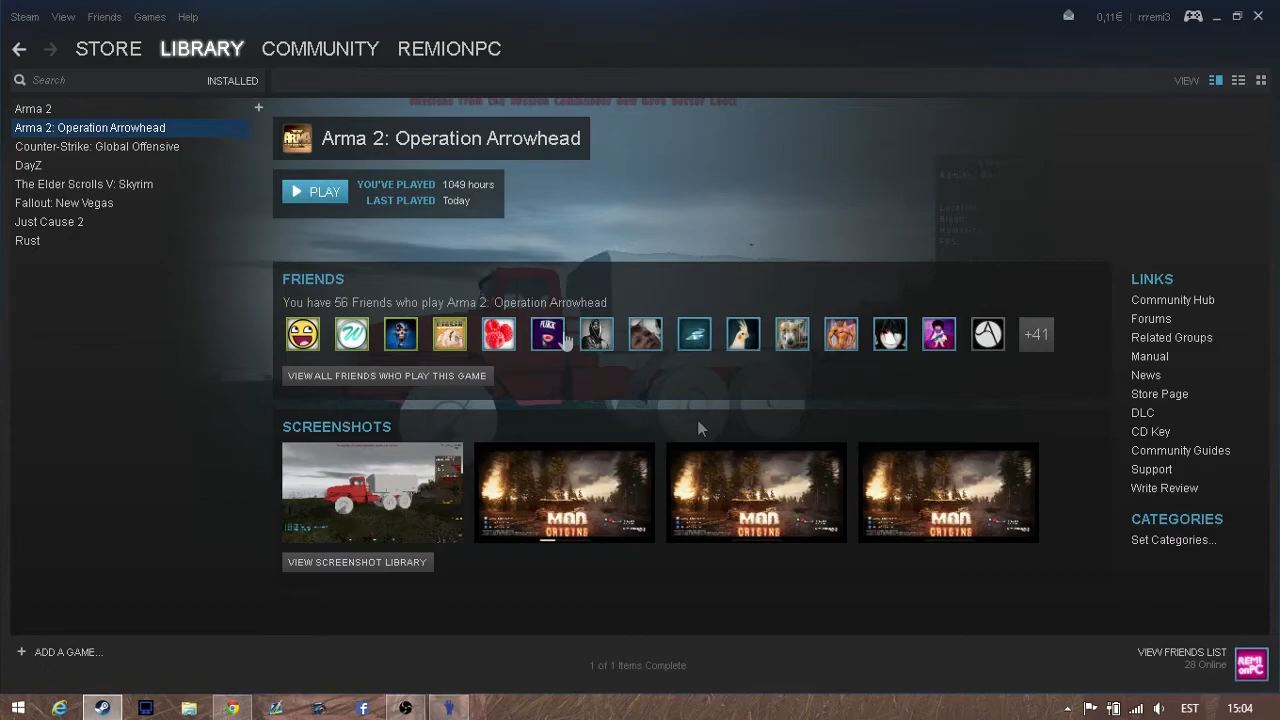 Steam View Friends Games Help
0,11€ rrremi3
STORE LIBRARY COMMUNITY REMIONPC
Search INSTALLED
VIEW
Arma 2
Arma 2: Operation Arrowhead
Counter-Strike: Global Offensive
DayZ
The Elder Scrolls V: Skyrim
Fallout: New Vegas
Just Cause 2
Rust
Arma 2: Operation Arrowhead
PLAY
YOU'VE PLAYED 1049 hours
LAST PLAYED Today
FRIENDS
You have 56 Friends who play Arma 2: Operation Arrowhead
+41
VIEW ALL FRIENDS WHO PLAY THIS GAME
SCREENSHOTS
ORIGINS
ORIGINS
ORIGINS
VIEW SCREENSHOT LIBRARY
LINKS
Community Hub
Forums
Related Groups
Manual
News
Store Page
DLC
CD Key
Community Guides
Support
Write Review
CATEGORIES
Set Categories...
+ ADD A GAME...
1 of 1 Items Complete
VIEW FRIENDS LIST
28 Online
REMI
onPC
EST 15:04